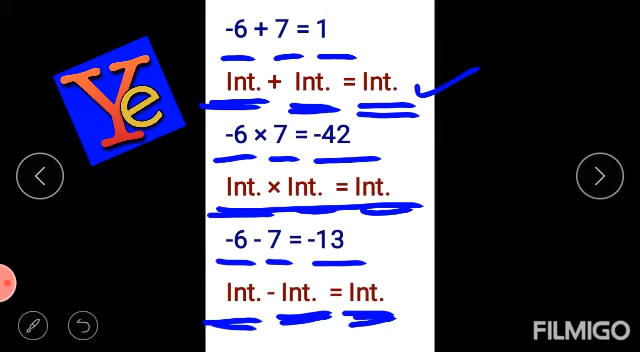 -6 + 7 = 1
Int. + Int. = Int.
-6 × 7 = -42
Int. × Int. = Int.
-6 - 7 = -13
Int. - Int. = Int.
Ye
FILMIGO